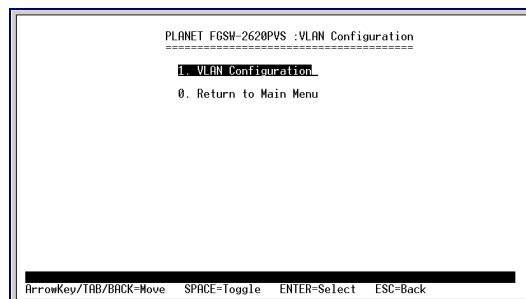 PLANET FGSW-2620PVS :VLAN Configuration
======================================
1. VLAN Configuration_
0. Return to Main Menu
ArrowKey/TAB/BACK=Move SPACE=Toggle ENTER=Select ESC=Back